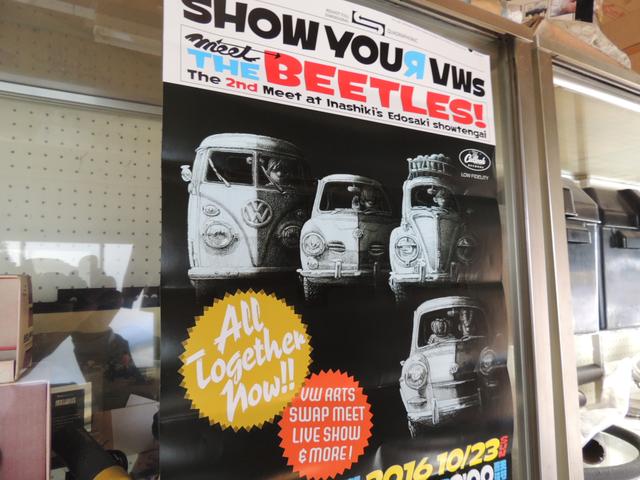 SHOW YOUR VWs
meet
THE BEETLES!
The 2nd Meet at Inashiki's Edosaki showtengai
LOW FIDELITY
All
Together
Now!!
VW ARTS
SWAP MEET
LIVE SHOW
& MORE!
2016 10/23